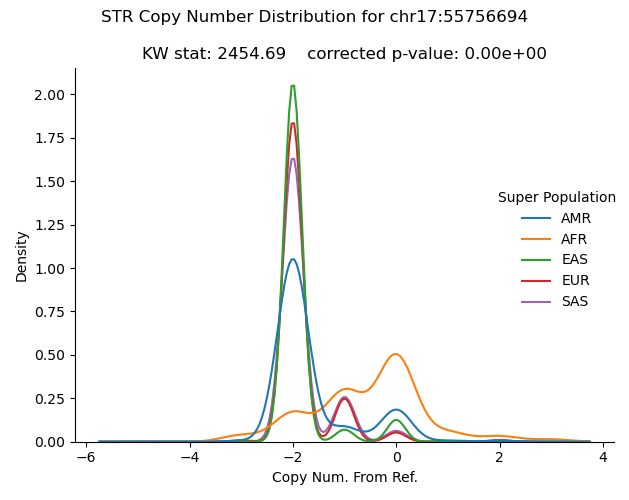 STR Copy Number Distribution for chr17:55756694
KW stat: 2454.69    corrected p-value: 0.00e+00
2.00
1.75
1.50
1.25
1.00
0.75
0.50
0.25
0.00
Density
−6
−4
−2
0
2
4
Copy Num. From Ref.
Super Population
AMR
AFR
EAS
EUR
SAS